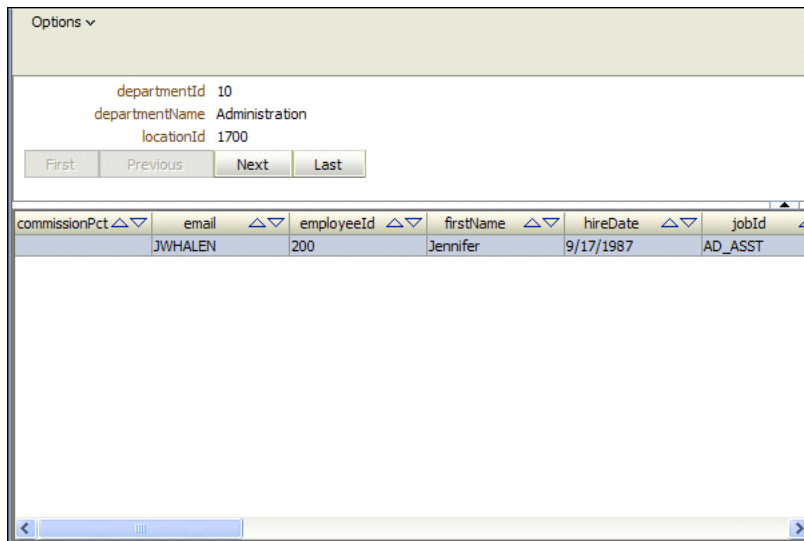 Options
departmentId 10
departmentName Administration
locationId 1700
First Previous Next Last
commissionPct email employeeId firstName hireDate jobId
JWHALEN 200 Jennifer 9/17/1987 AD_ASST